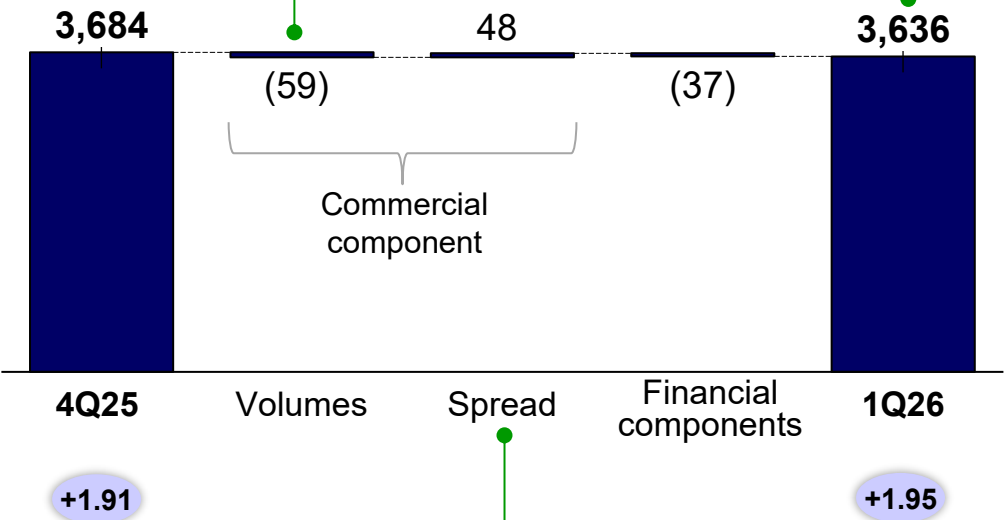 3,684
48
3,636
(59)
(37)
Commercial
component
4Q25
Volumes
Spread
Financial
components
1Q26
+1.91
+1.95